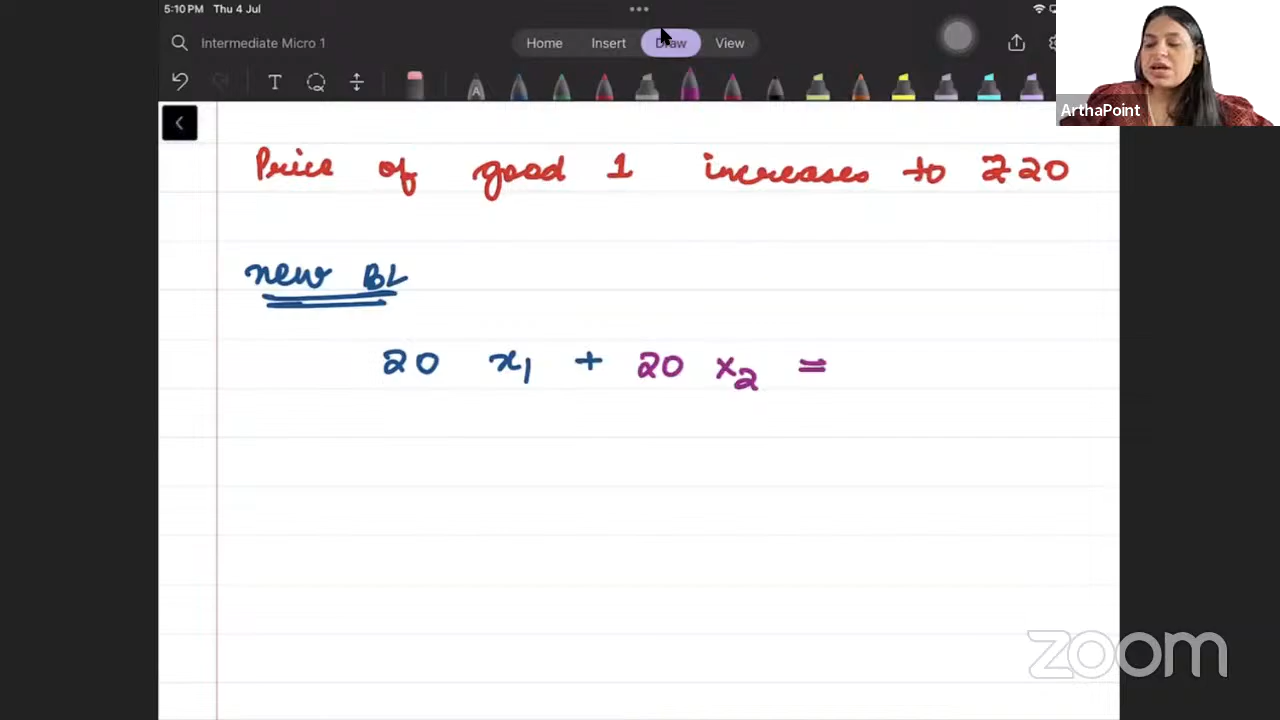 5:10 PM Thu 4 Jul
Intermediate Micro 1
Home Insert Draw View
ArthaPoint
Price of good 1 increases to ₹20
new BL
20 x₁ + 20 x₂ =
zoom